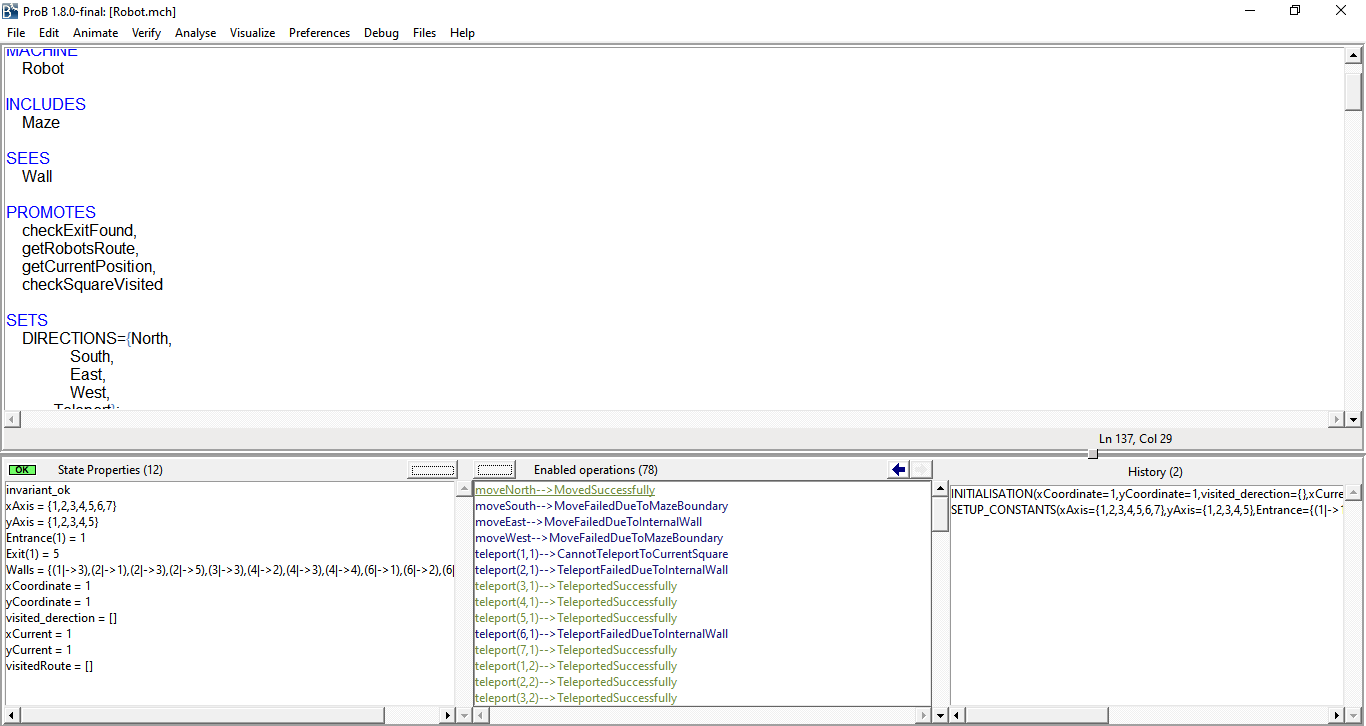 ProB 1.8.0-final: [Robot.mch]
File Edit Animate Verify Analyse Visualize Preferences Debug Files Help
MACHINE
Robot
INCLUDES
Maze
SEES
Wall
PROMOTES
checkExitFound,
getRobotsRoute,
getCurrentPosition,
checkSquareVisited
SETS
DIRECTIONS={North,
South,
East,
West,
Teleport};
Ln 137, Col 29
OK State Properties (12)
invariant_ok
xAxis = {1,2,3,4,5,6,7}
yAxis = {1,2,3,4,5}
Entrance(1) = 1
Exit(1) = 5
Walls = {(1|->3),(2|->1),(2|->3),(2|->5),(3|->3),(4|->2),(4|->3),(4|->4),(6|->1),(6|->2),(6|
xCoordinate = 1
yCoordinate = 1
visited_derection = []
xCurrent = 1
yCurrent = 1
visitedRoute = []
Enabled operations (78)
moveNorth-->MovedSuccessfully
moveSouth-->MoveFailedDueToMazeBoundary
moveEast-->MoveFailedDueToInternalWall
moveWest-->MoveFailedDueToMazeBoundary
teleport(1,1)-->CannotTeleportToCurrentSquare
teleport(2,1)-->TeleportFailedDueToInternalWall
teleport(3,1)-->TeleportedSuccessfully
teleport(4,1)-->TeleportedSuccessfully
teleport(5,1)-->TeleportedSuccessfully
teleport(6,1)-->TeleportFailedDueToInternalWall
teleport(7,1)-->TeleportedSuccessfully
teleport(1,2)-->TeleportedSuccessfully
teleport(2,2)-->TeleportedSuccessfully
teleport(3,2)-->TeleportedSuccessfully
History (2)
INITIALISATION(xCoordinate=1,yCoordinate=1,visited_derection={},xCurre
SETUP_CONSTANTS(xAxis={1,2,3,4,5,6,7},yAxis={1,2,3,4,5},Entrance={(1|->1